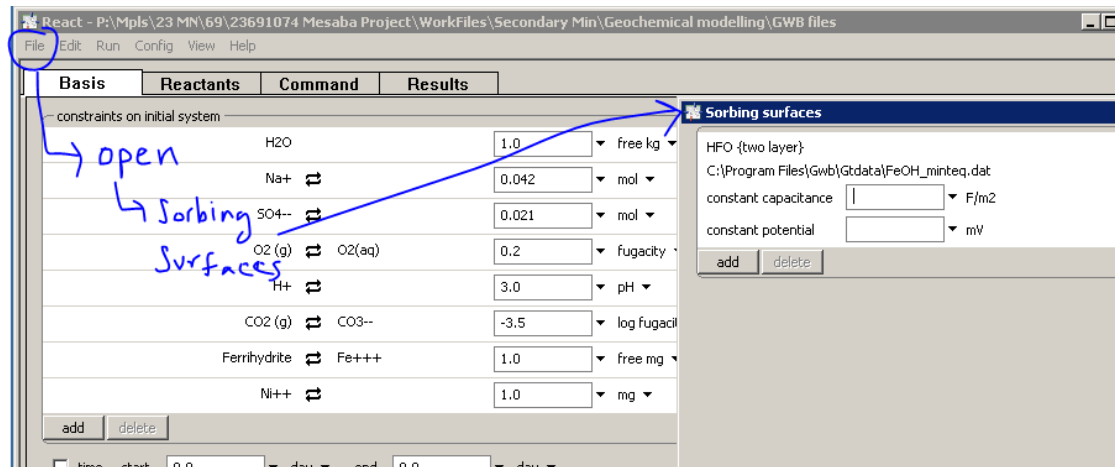 React - P:\Mpls\23 MN\69\23691074 Mesaba Project\WorkFiles\Secondary Min\Geochemical modelling\GWB files
File Edit Run Config View Help
Basis Reactants Command Results
constraints on initial system
H2O 1.0 free kg
Na+ 0.042 mol
SO4-- 0.021 mol
O2 (g) O2(aq) 0.2 fugacity
H+ 3.0 pH
CO2 (g) CO3-- -3.5 log fugaci
Ferrihydrite Fe+++ 1.0 free mg
Ni++ 1.0 mg
add delete
time start 0.0 day end 0.0 day
open
Sorbing
Surfaces
Sorbing surfaces
HFO {two layer}
C:\Program Files\Gwb\Gtdata\FeOH_minteq.dat
constant capacitance F/m2
constant potential mV
add delete